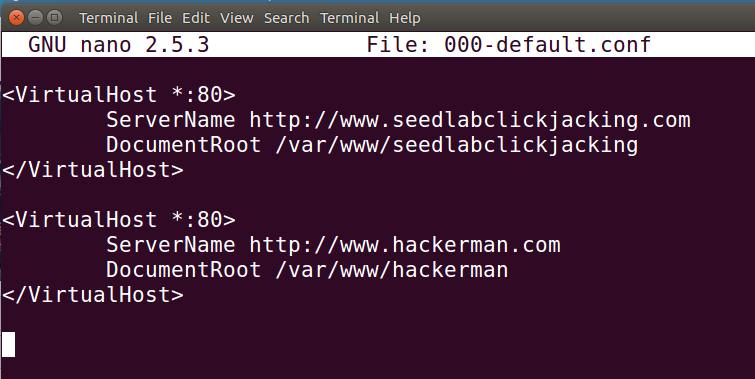 Terminal File Edit View Search Terminal Help
GNU nano 2.5.3 File: 000-default.conf
<VirtualHost *:80>
ServerName http://www.seedlabclickjacking.com
DocumentRoot /var/www/seedlabclickjacking
</VirtualHost>
<VirtualHost *:80>
ServerName http://www.hackerman.com
DocumentRoot /var/www/hackerman
</VirtualHost>